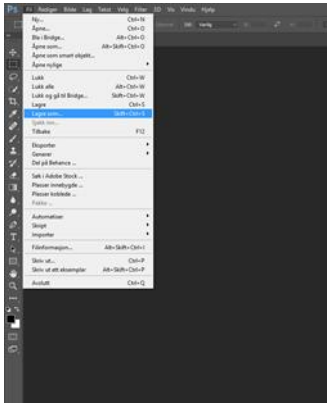 Ps Fil Rediger Bilde Lag Tekst Velg Filter 3D Vis Vindu Hjelp
Ny... Ctrl+N
Åpne... Ctrl+O
Bla i Bridge... Alt+Ctrl+O
Åpne som... Alt+Skift+Ctrl+O
Åpne som smart objekt...
Åpne nylige
Lukk Ctrl+W
Lukk alle Alt+Ctrl+W
Lukk og gå til Bridge... Skift+Ctrl+W
Lagre Ctrl+S
Lagre som... Skift+Ctrl+S
Sjekk inn...
Tilbake F12
Eksporter
Generer
Del på Behance ...
Søk i Adobe Stock ...
Plasser innebygde ...
Plasser koblede ...
Pakke ...
Automatiser
Skript
Importer
Filinformasjon... Alt+Skift+Ctrl+I
Skriv ut... Ctrl+P
Skriv ut ett eksemplar Alt+Skift+Ctrl+P
Avslutt Ctrl+Q